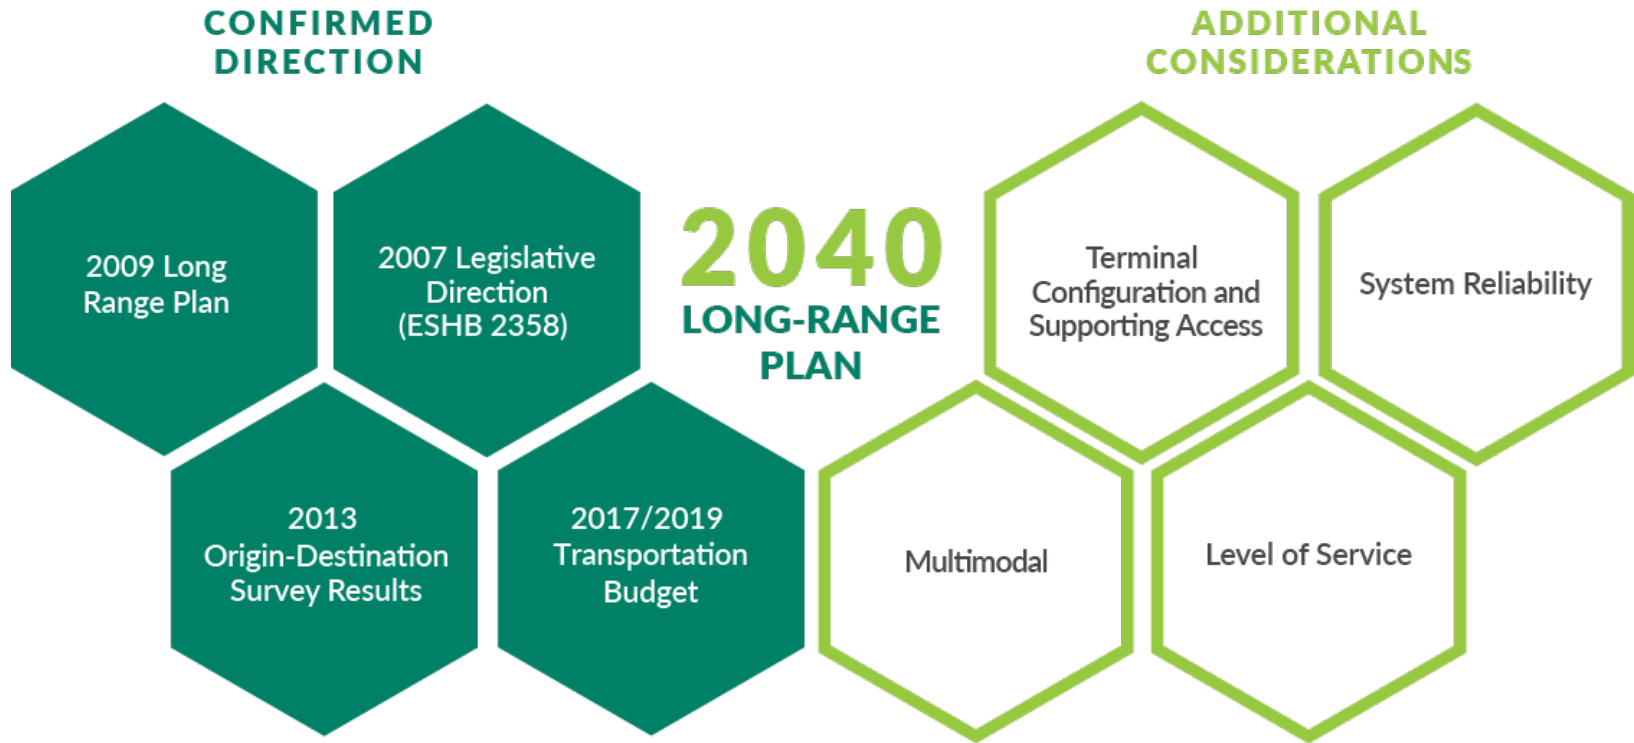 CONFIRMED
DIRECTION
ADDITIONAL
CONSIDERATIONS
2009 Long
Range Plan
2007 Legislative
Direction
(ESHB 2358)
2040
LONG-RANGE
PLAN
Terminal
Configuration and
Supporting Access
System Reliability
2013
Origin-Destination
Survey Results
2017/2019
Transportation
Budget
Multimodal
Level of Service